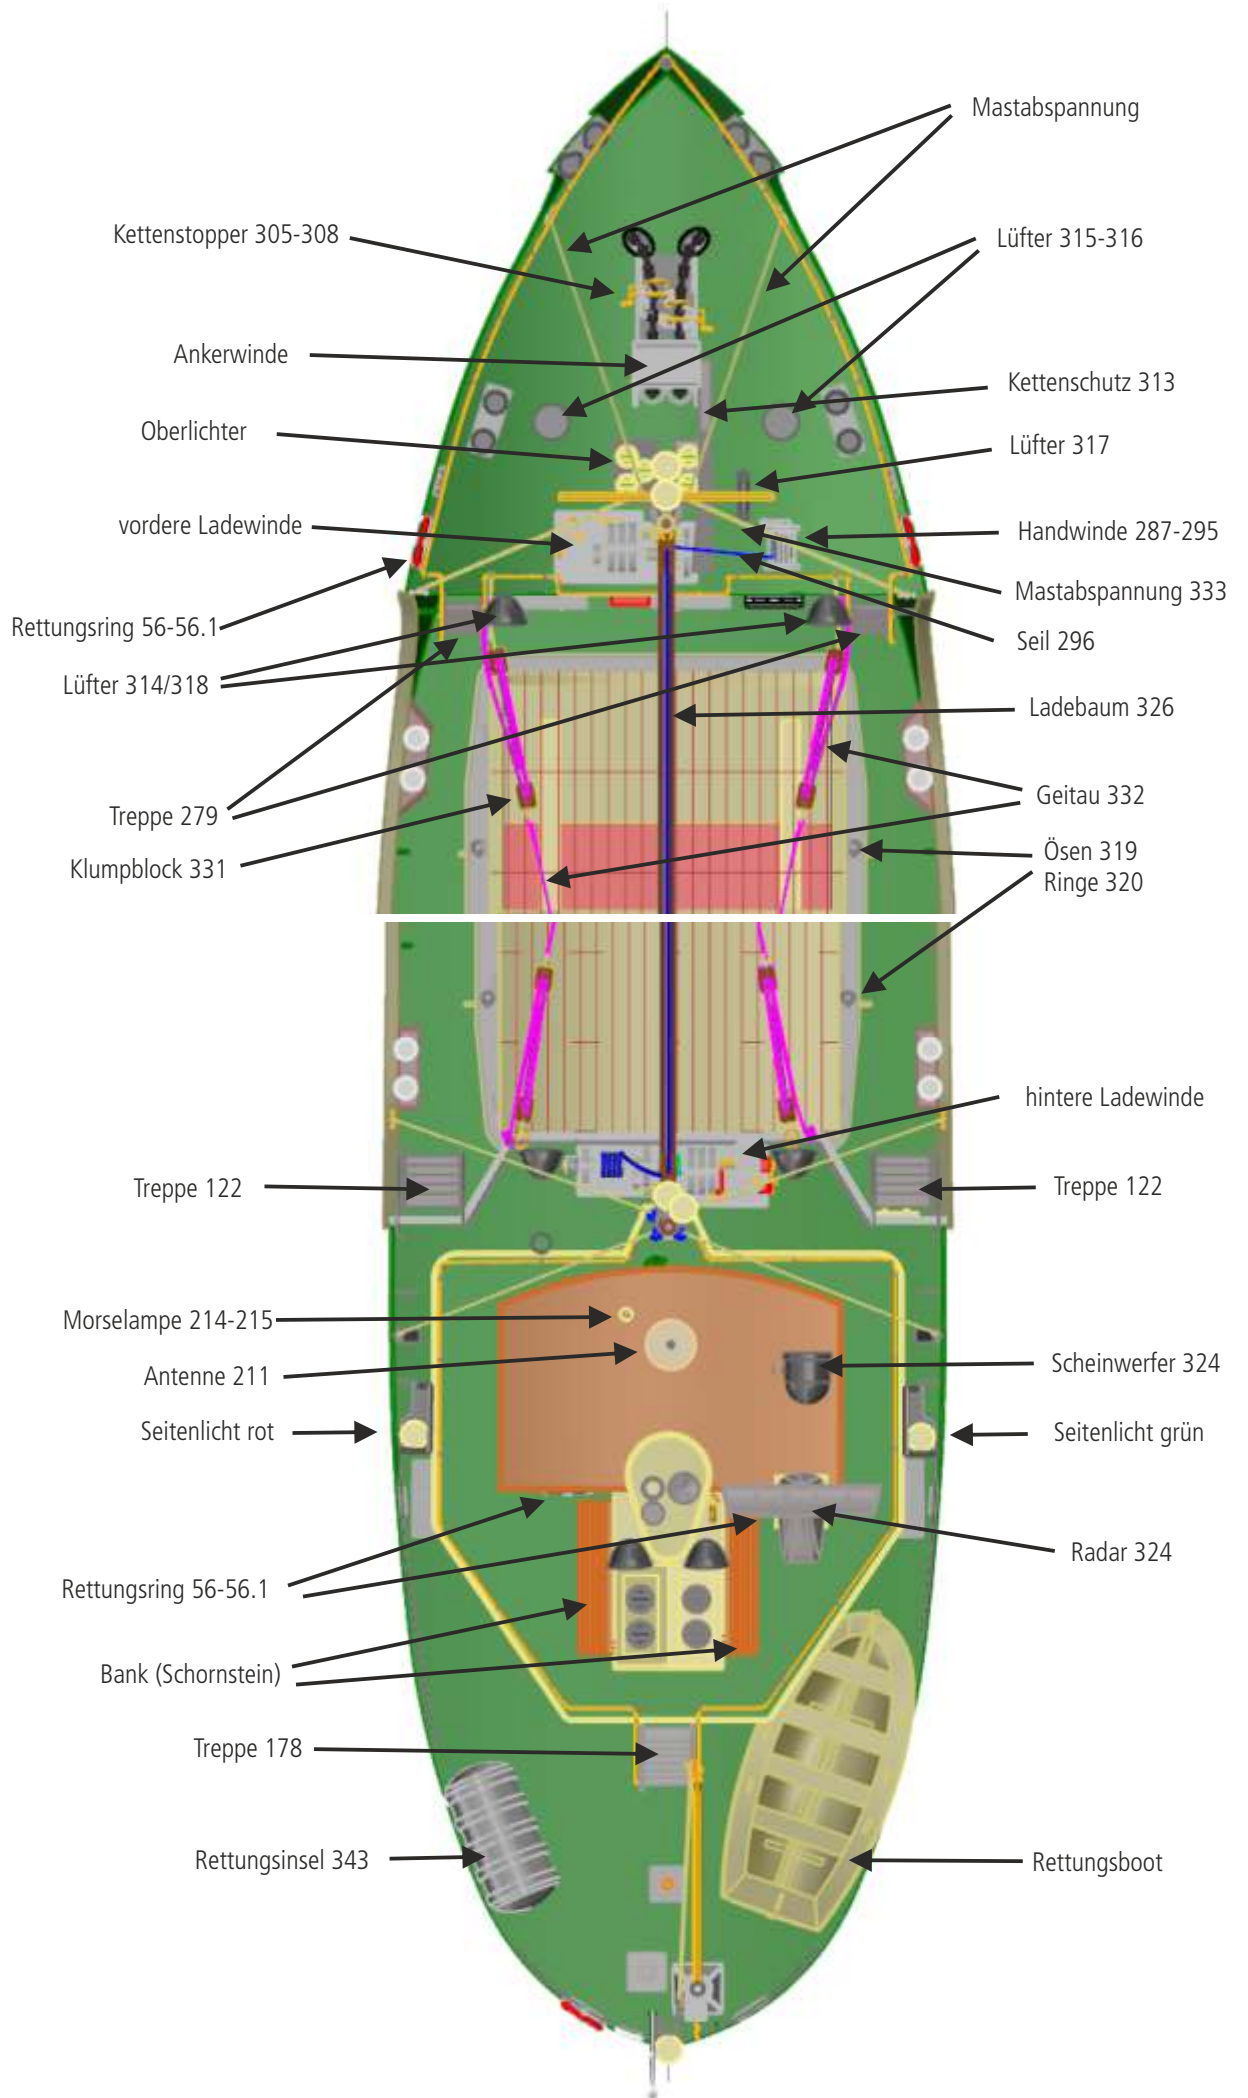 Mastabspannung
Kettenstopper 305-308
Lüfter 315-316
Ankerwinde
Kettenschutz 313
Oberlichter
Lüfter 317
vordere Ladewinde
Handwinde 287-295
Mastabspannung 333
Rettungsring 56-56.1
Seil 296
Lüfter 314/318
Ladebaum 326
Geitau 332
Treppe 279
Klumpblock 331
Ösen 319
Ringe 320
hintere Ladewinde
Treppe 122
Treppe 122
Morselampe 214-215
Scheinwerfer 324
Antenne 211
Seitenlicht rot
Seitenlicht grün
Radar 324
Rettungsring 56-56.1
Bank (Schornstein)
Treppe 178
Rettungsinsel 343
Rettungsboot